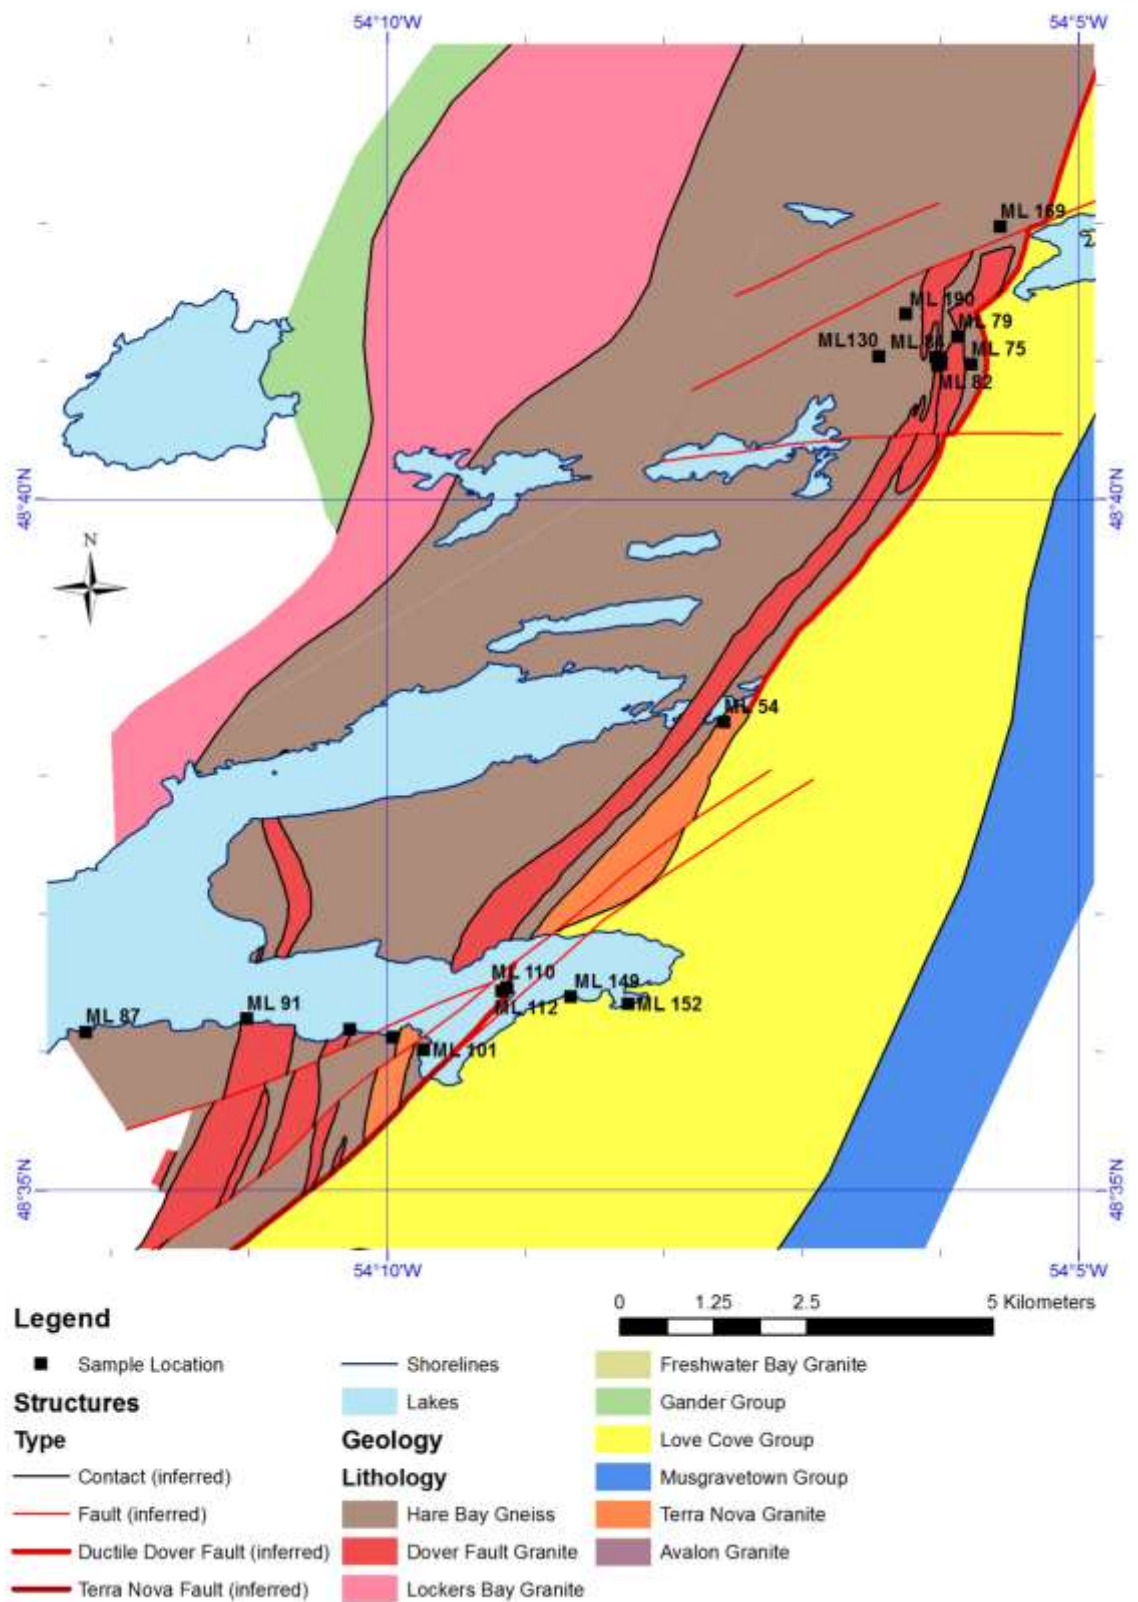 54°10'W
54°5'W
ML 169
ML 190
ML 79
ML130
ML 84
ML 75
ML 82
48°40'N
48°40'N
N
ML 54
ML 110
ML 149
ML 91
ML 112
ML 152
ML 87
ML 101
48°35'N
48°35'N
54°10'W
54°5'W
0 1.25 2.5 5 Kilometers
Legend
Sample Location
Structures
Type
Contact (inferred)
Fault (inferred)
Ductile Dover Fault (inferred)
Terra Nova Fault (inferred)
Shorelines
Lakes
Geology
Lithology
Hare Bay Gneiss
Dover Fault Granite
Lockers Bay Granite
Freshwater Bay Granite
Gander Group
Love Cove Group
Musgravetown Group
Terra Nova Granite
Avalon Granite